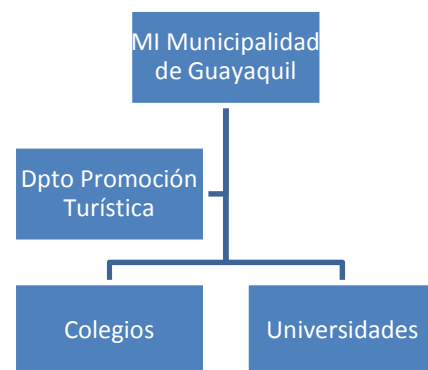 MI Municipalidad
de Guayaquil
Dpto Promoción
Turística
Colegios
Universidades